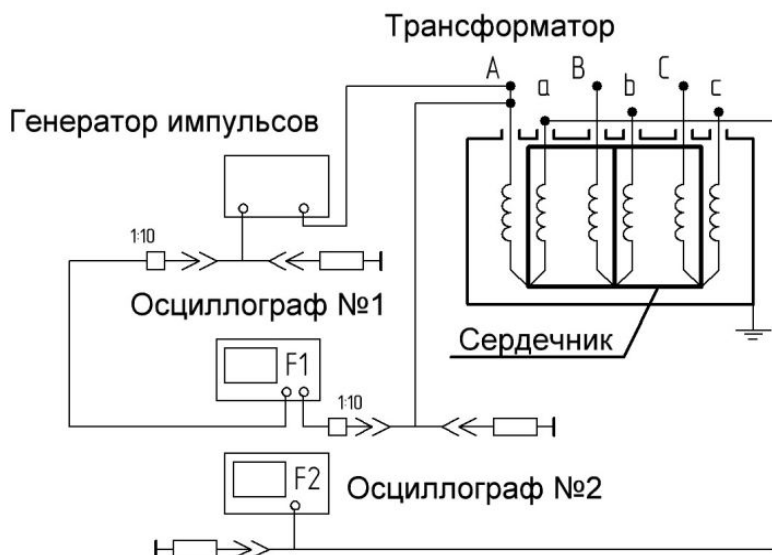 Трансформатор
A
a
B
b
C
c
Генератор импульсов
1:10
Осциллограф №1
Сердечник
F1
1:10
F2
Осциллограф №2